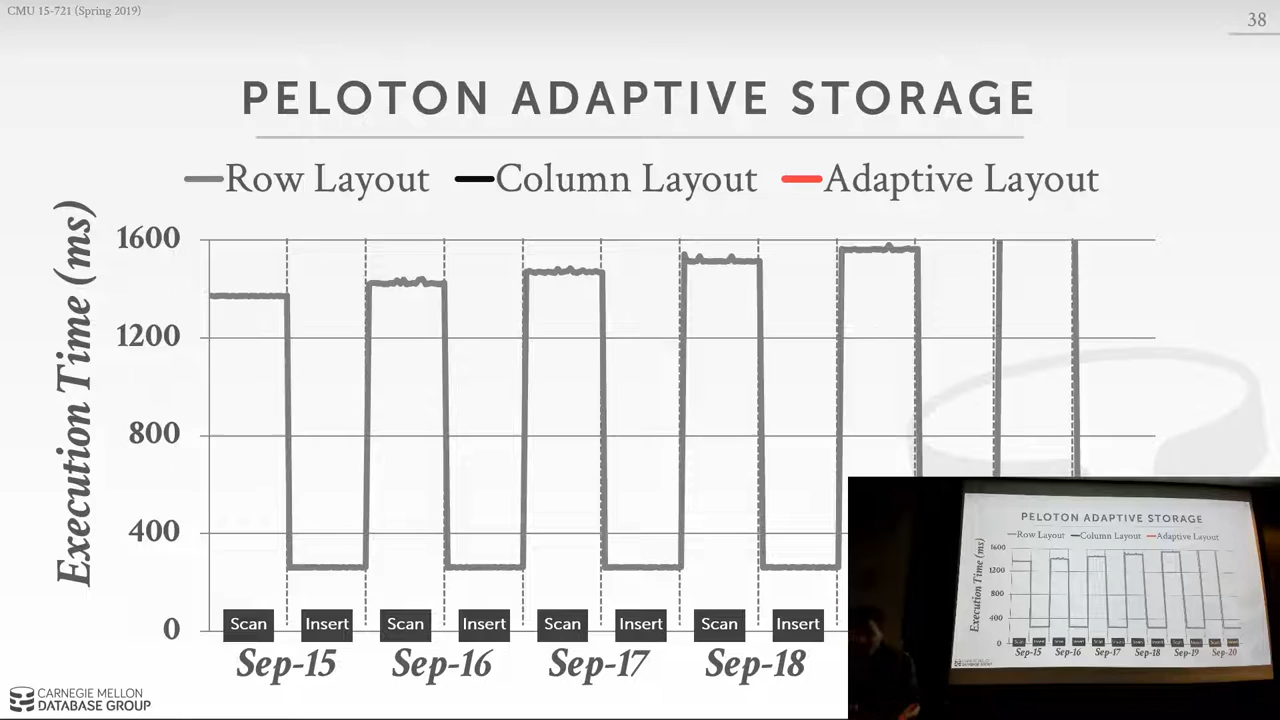 CMU 15-721 (Spring 2019)
38
PELOTON ADAPTIVE STORAGE
Row Layout Column Layout Adaptive Layout
Execution Time (ms)
1600
1200
800
400
0
Scan Insert Scan Insert Scan Insert Scan Insert
Sep-15 Sep-16 Sep-17 Sep-18
CARNEGIE MELLON
DATABASE GROUP
PELOTON ADAPTIVE STORAGE
Row Layout Column Layout Adaptive Layout
Execution Time (ms)
1600
1200
800
400
0
Sep-15 Sep-16 Sep-17 Sep-18 Sep-19 Sep-20